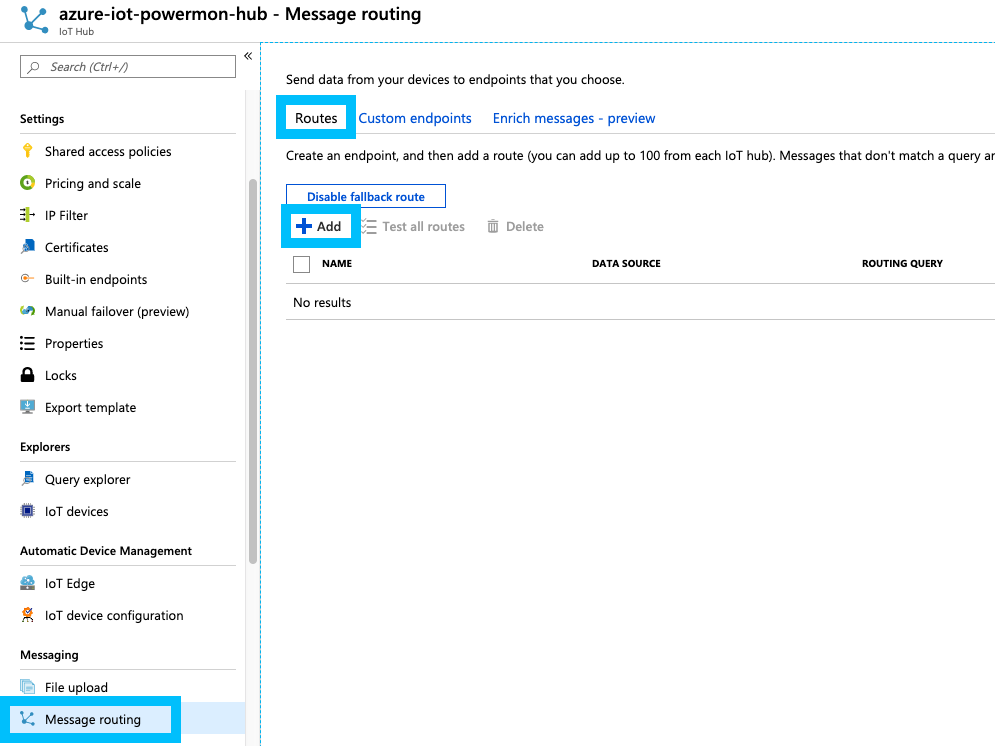 azure-iot-powermon-hub - Message routing
IoT Hub
Search (Ctrl+/)
«
Settings
Shared access policies
Pricing and scale
IP Filter
Certificates
Built-in endpoints
Manual failover (preview)
Properties
Locks
Export template
Explorers
Query explorer
IoT devices
Automatic Device Management
IoT Edge
IoT device configuration
Messaging
File upload
Message routing
Send data from your devices to endpoints that you choose.
Routes Custom endpoints Enrich messages - preview
Create an endpoint, and then add a route (you can add up to 100 from each IoT hub). Messages that don't match a query ar
Disable fallback route
Add Test all routes Delete
NAME DATA SOURCE ROUTING QUERY
No results